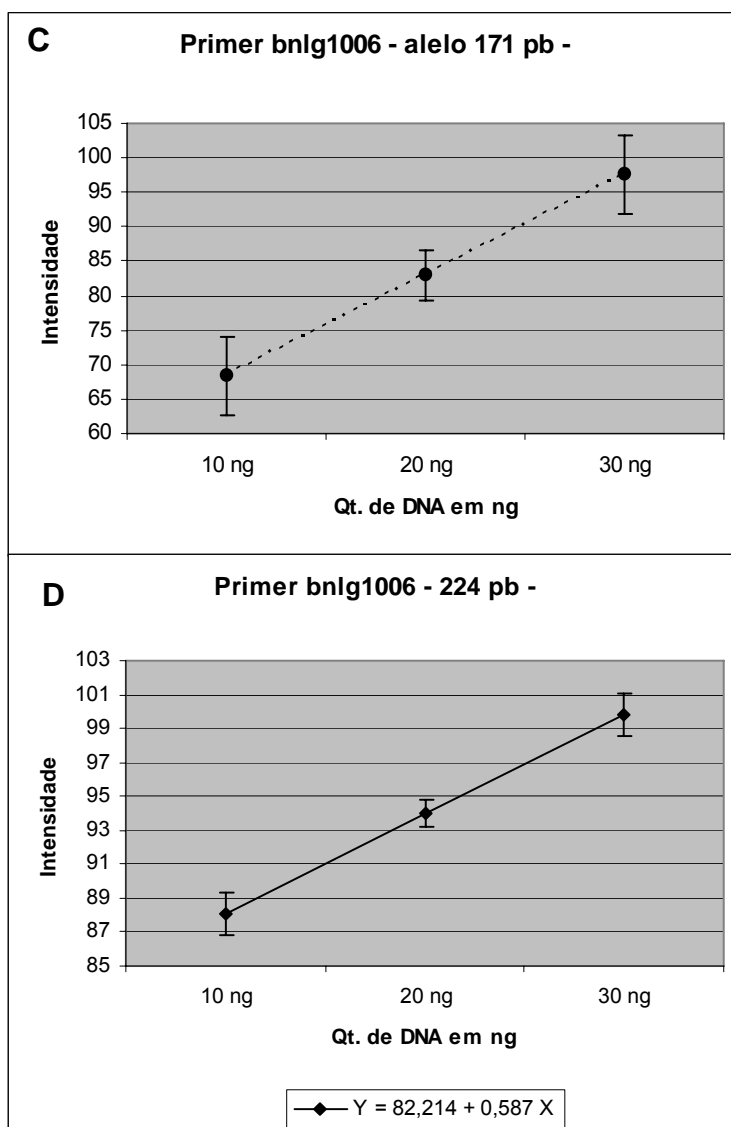 C
Primer bnlg1006 - alelo 171 pb -
Intensidade
105
100
95
90
85
80
75
70
65
60
10 ng 20 ng 30 ng
Qt. de DNA em ng
D
Primer bnlg1006 - 224 pb -
Intensidade
103
101
99
97
95
93
91
89
87
85
10 ng 20 ng 30 ng
Qt. de DNA em ng
Y = 82,214 + 0,587 X